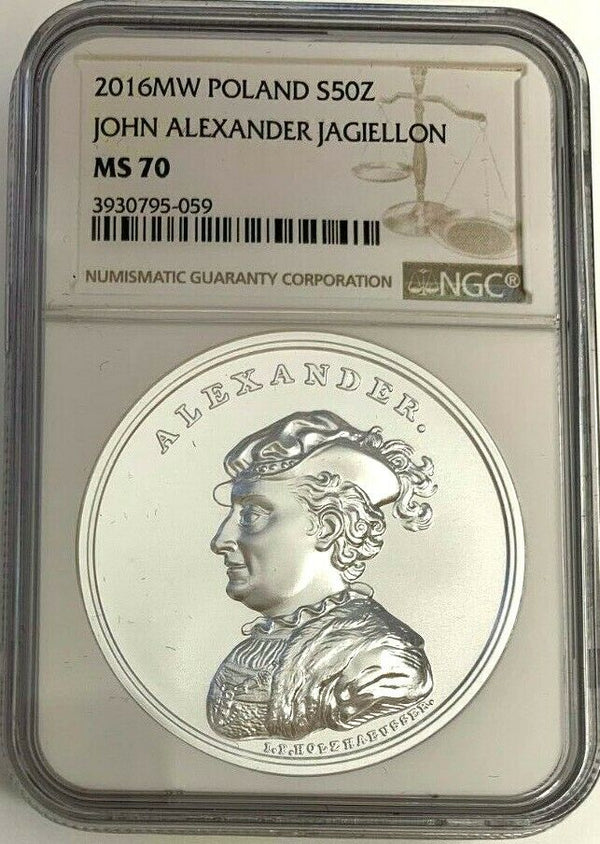 2016MW POLAND S50Z
JOHN ALEXANDER JAGIELLON
MS 70
3930795-059
NUMISMATIC GUARANTY CORPORATION
NGC®
ALEXANDER.
I.P.HOLZHAEUSSER.